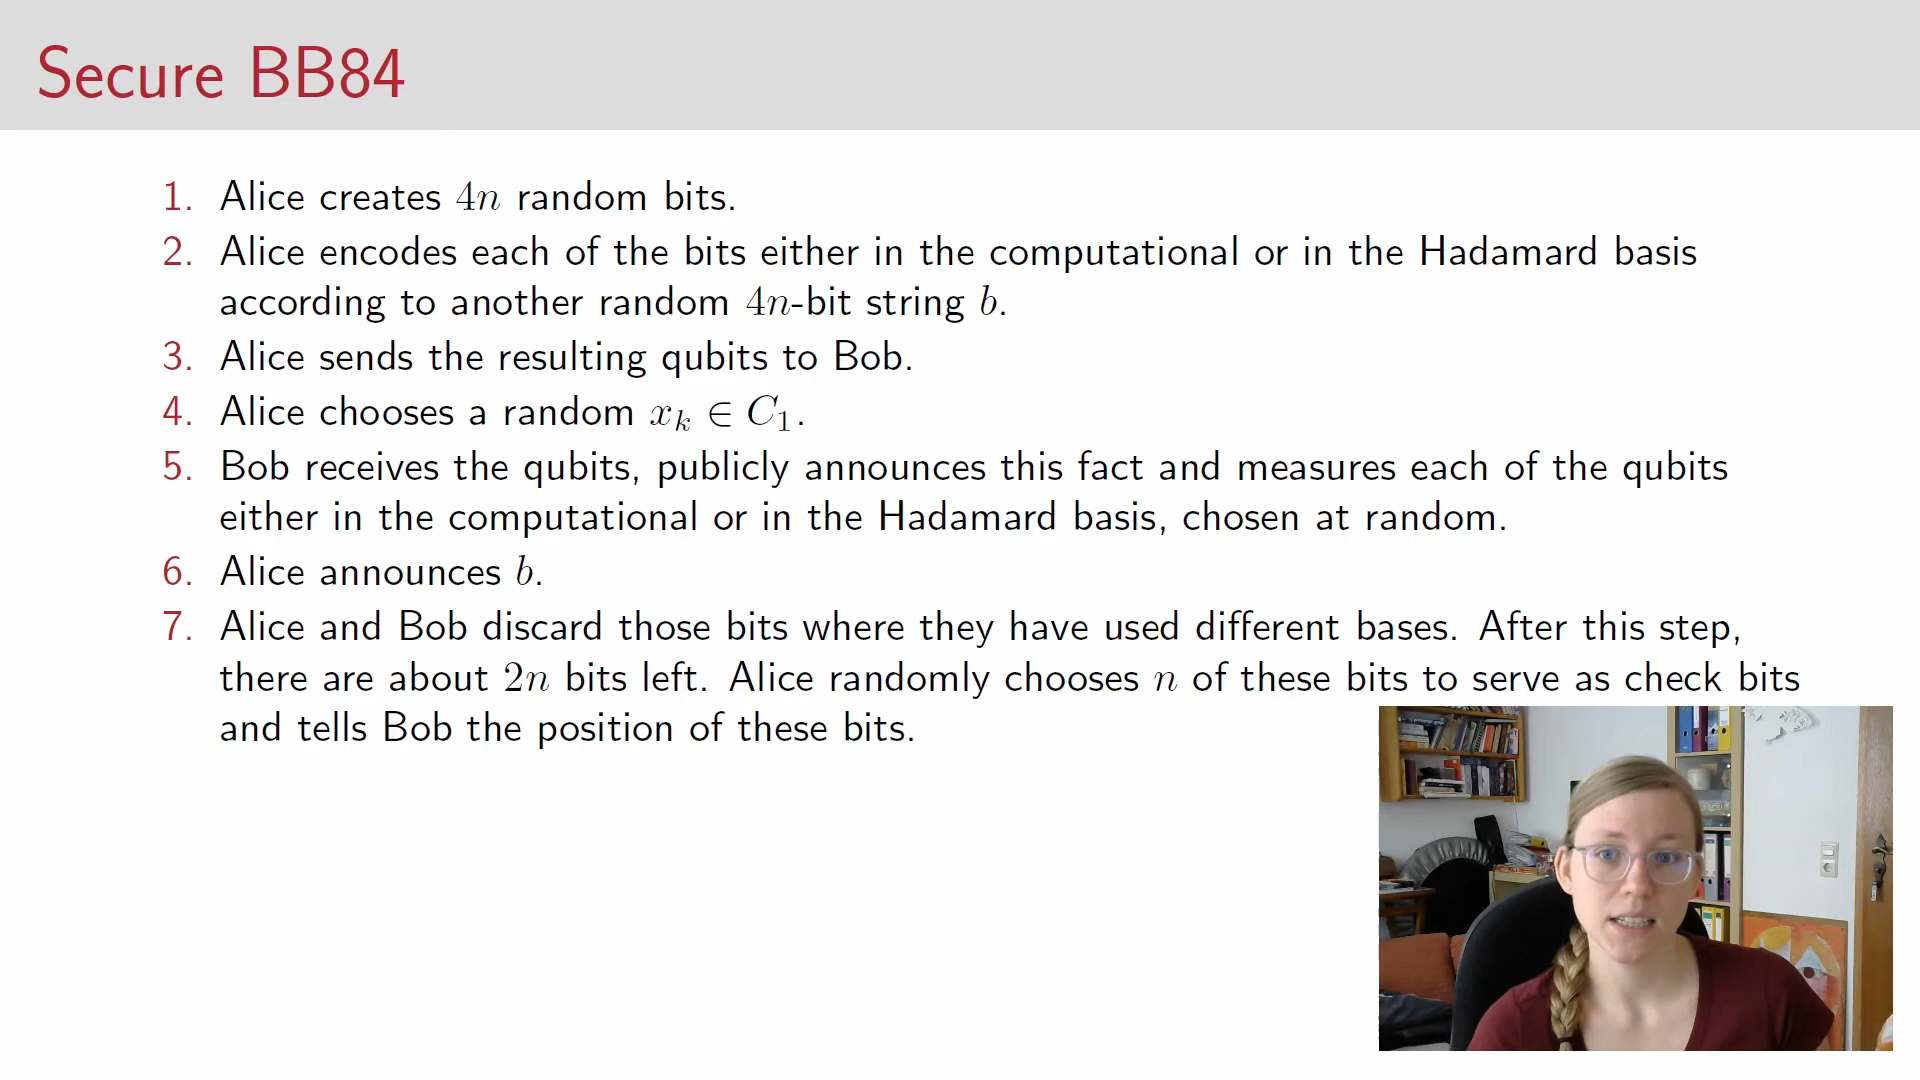 Secure BB84
1. Alice creates 4n random bits.
2. Alice encodes each of the bits either in the computational or in the Hadamard basis
according to another random 4n-bit string b.
3. Alice sends the resulting qubits to Bob.
4. Alice chooses a random xₖ ∈ C₁.
5. Bob receives the qubits, publicly announces this fact and measures each of the qubits
either in the computational or in the Hadamard basis, chosen at random.
6. Alice announces b.
7. Alice and Bob discard those bits where they have used different bases. After this step,
there are about 2n bits left. Alice randomly chooses n of these bits to serve as check bits
and tells Bob the position of these bits.